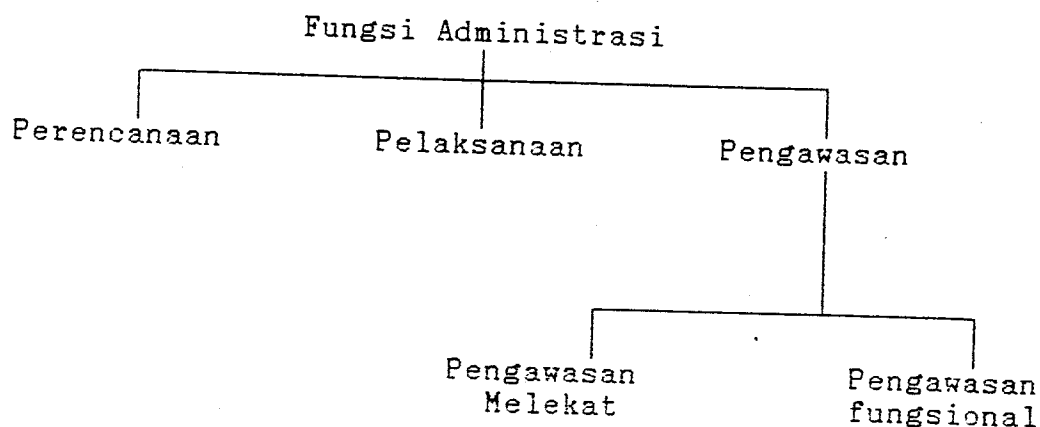 Fungsi Administrasi
Perencanaan
Pelaksanaan
Pengawasan
Pengawasan
Melekat
Pengawasan
fungsional